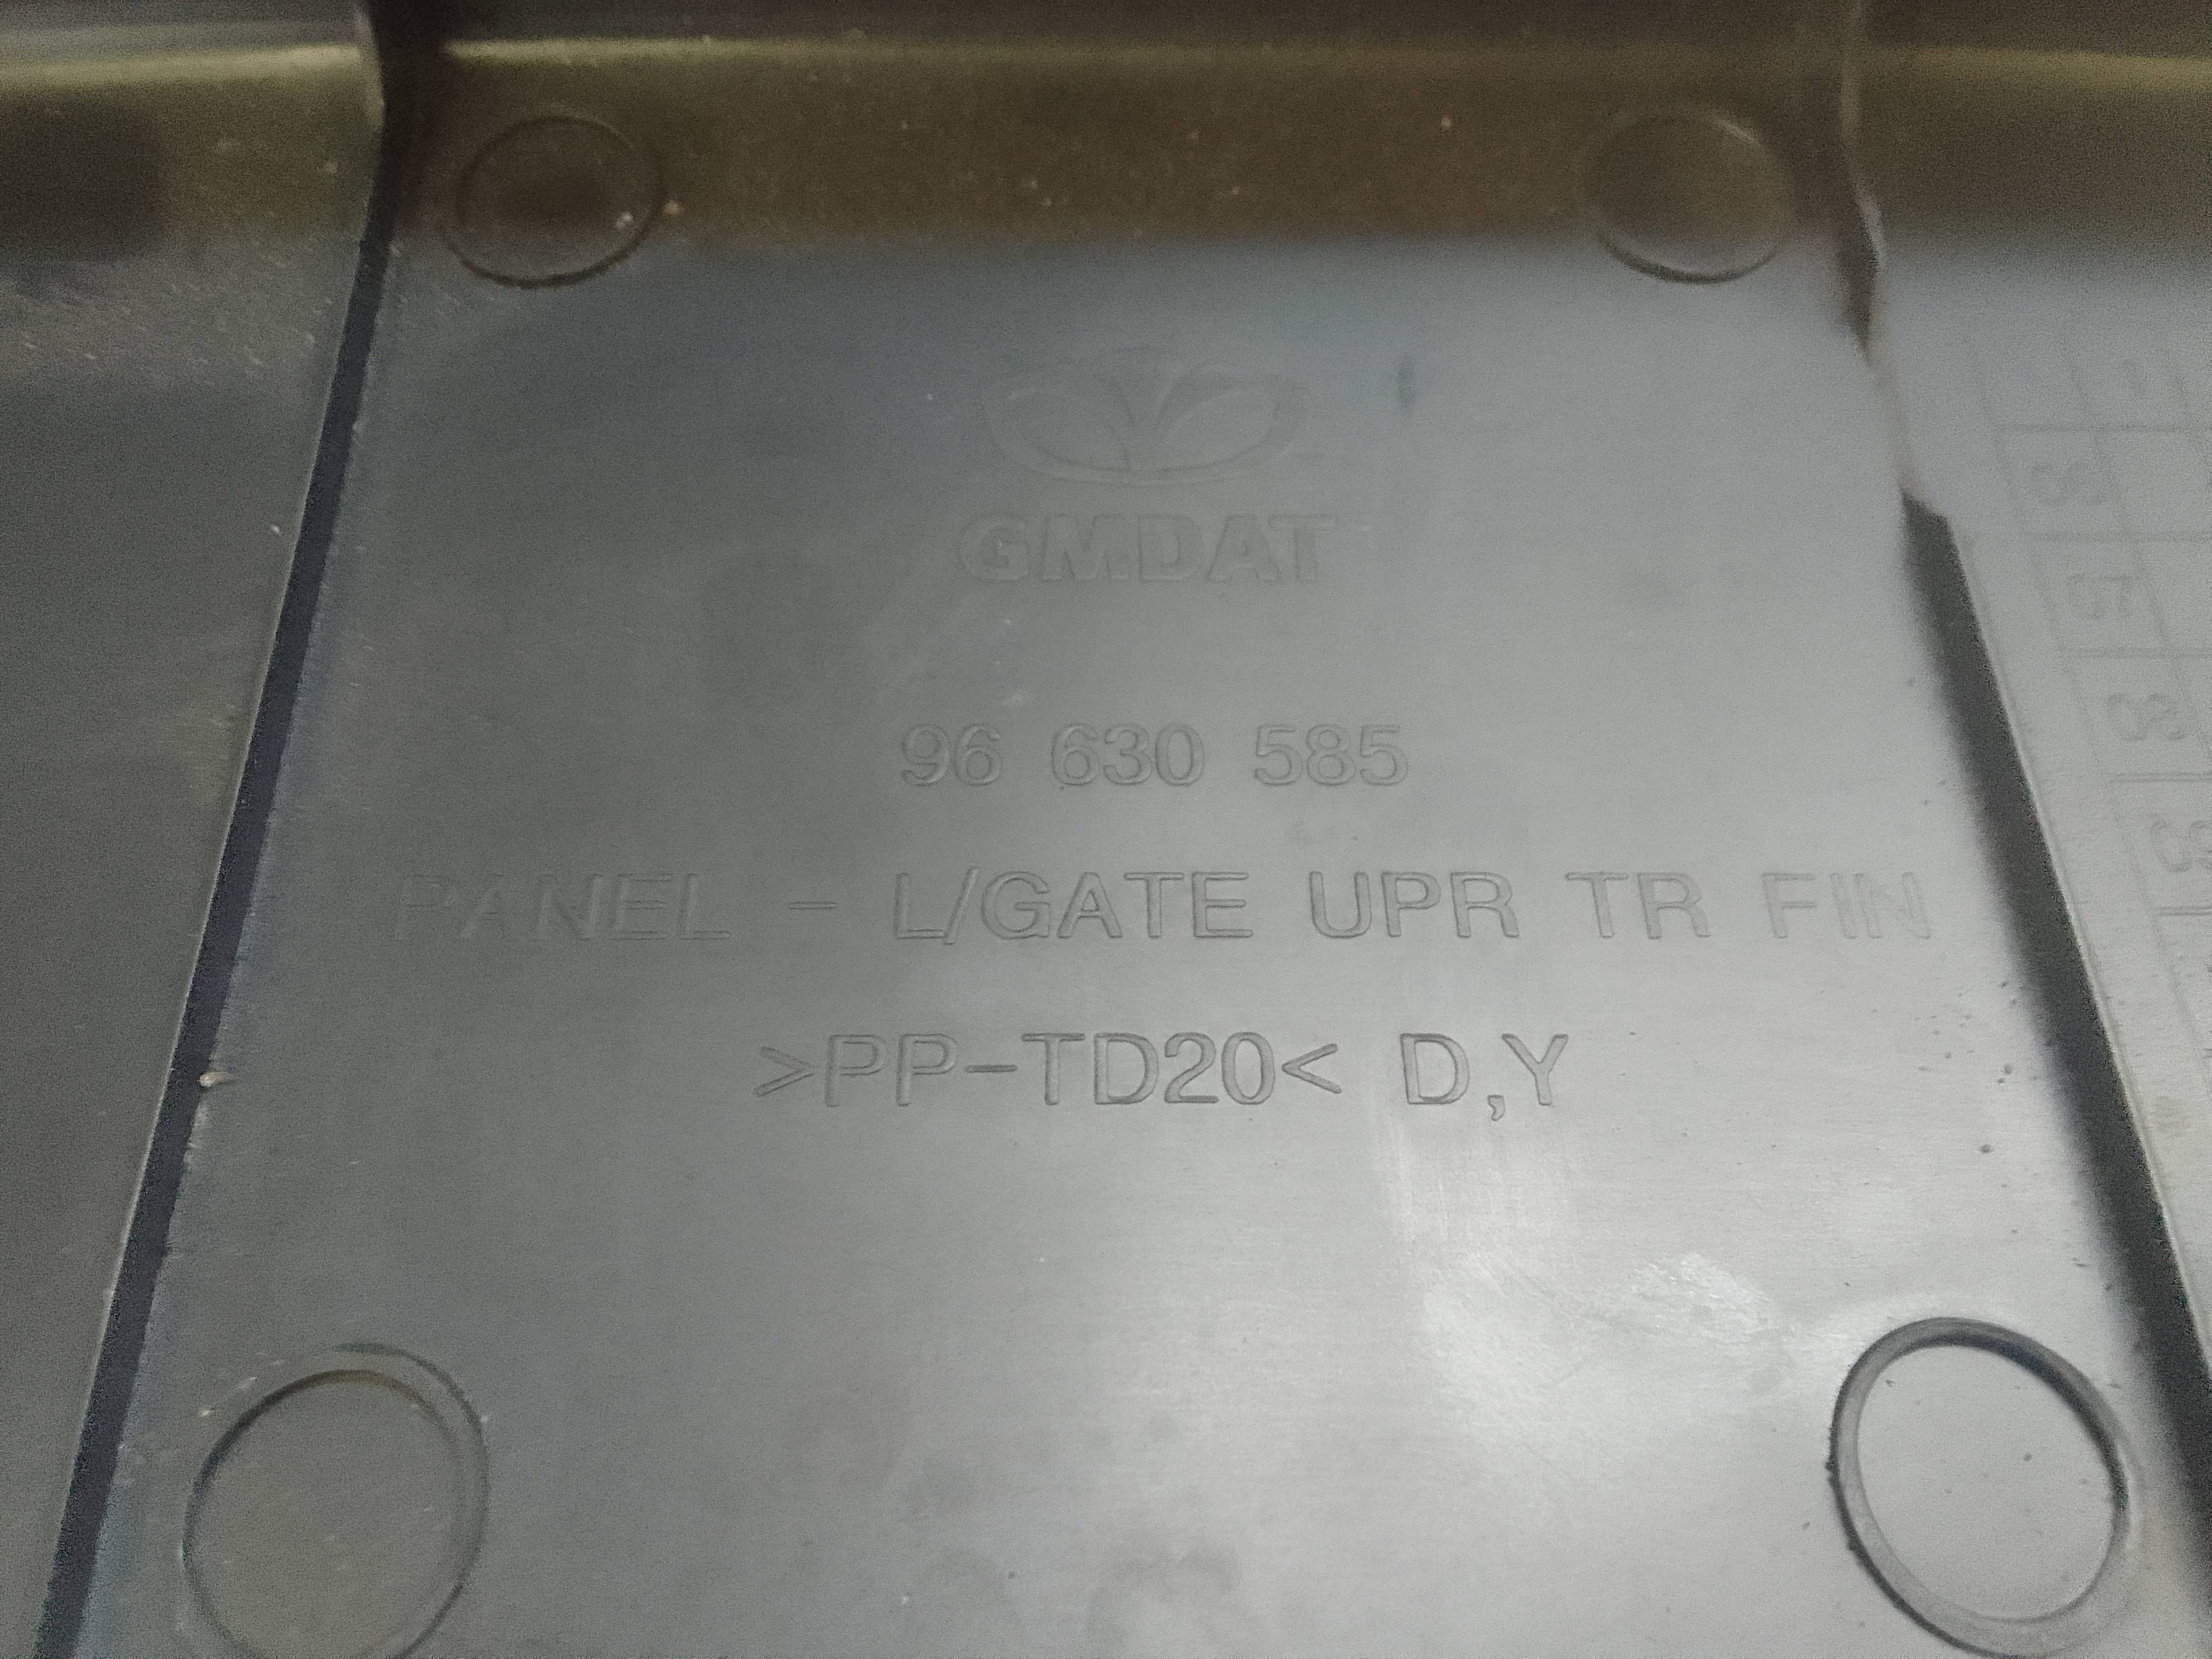 GMDAT
96 630 585
PANEL - L/GATE UPR TR FIN
>PP-TD20< D,Y